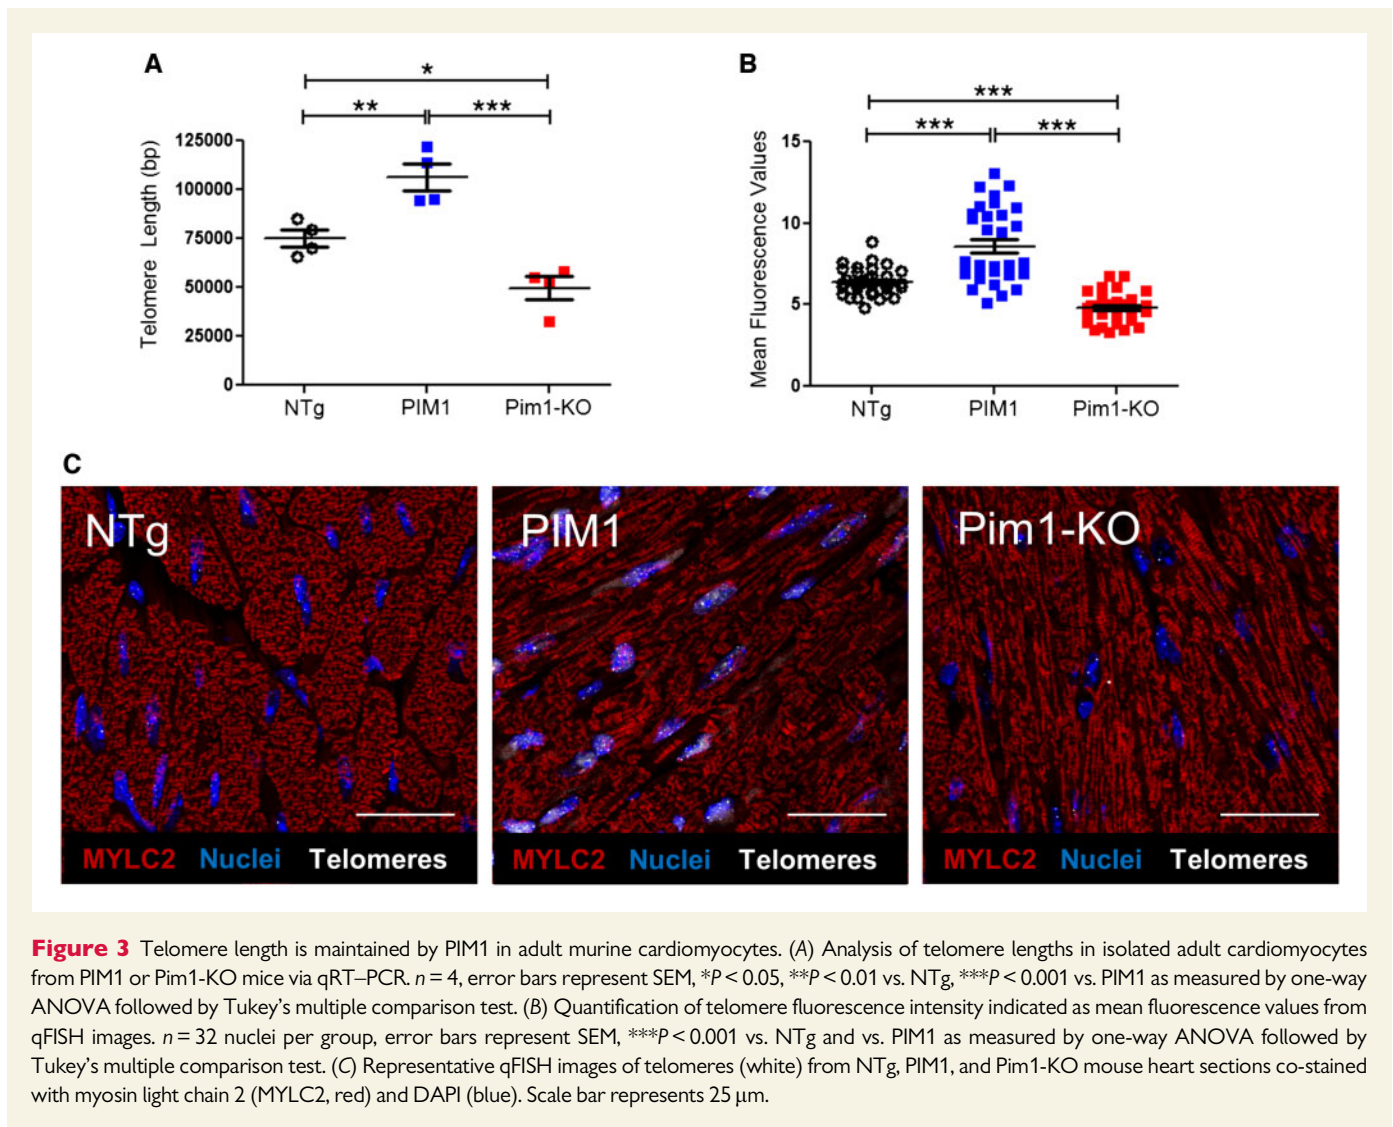 A
*
**
***
Telomere Length (bp)
125000
100000
75000
50000
25000
0
NTg
PIM1
Pim1-KO
B
***
***
***
Mean Fluorescence Values
15
10
5
0
NTg
PIM1
Pim1-KO
C
NTg
PIM1
Pim1-KO
MYLC2 Nuclei Telomeres
MYLC2 Nuclei Telomeres
MYLC2 Nuclei Telomeres
Figure 3 Telomere length is maintained by PIM1 in adult murine cardiomyocytes. (A) Analysis of telomere lengths in isolated adult cardiomyocytes
from PIM1 or Pim1-KO mice via qRT–PCR. n = 4, error bars represent SEM, *P < 0.05, **P < 0.01 vs. NTg, ***P < 0.001 vs. PIM1 as measured by one-way
ANOVA followed by Tukey's multiple comparison test. (B) Quantification of telomere fluorescence intensity indicated as mean fluorescence values from
qFISH images. n = 32 nuclei per group, error bars represent SEM, ***P < 0.001 vs. NTg and vs. PIM1 as measured by one-way ANOVA followed by
Tukey's multiple comparison test. (C) Representative qFISH images of telomeres (white) from NTg, PIM1, and Pim1-KO mouse heart sections co-stained
with myosin light chain 2 (MYLC2, red) and DAPI (blue). Scale bar represents 25 μm.